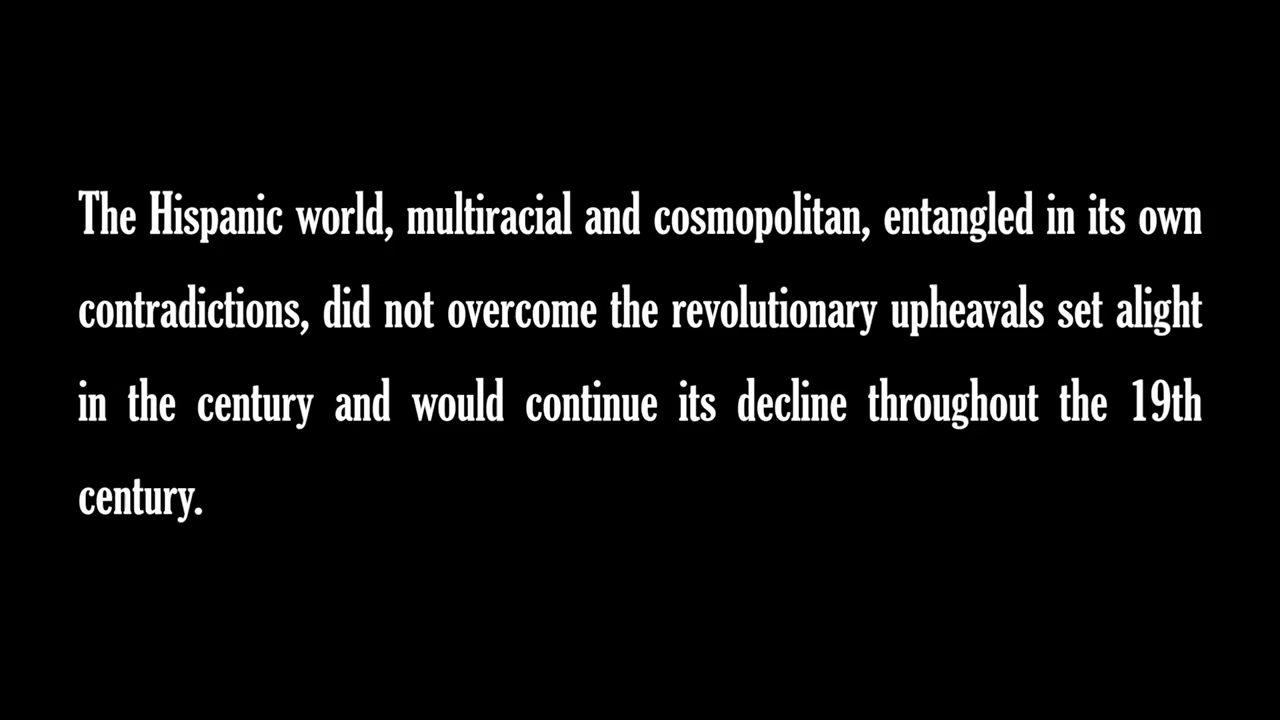 The Hispanic world, multiracial and cosmopolitan, entangled in its own
contradictions, did not overcome the revolutionary upheavals set alight
in the century and would continue its decline throughout the 19th
century.